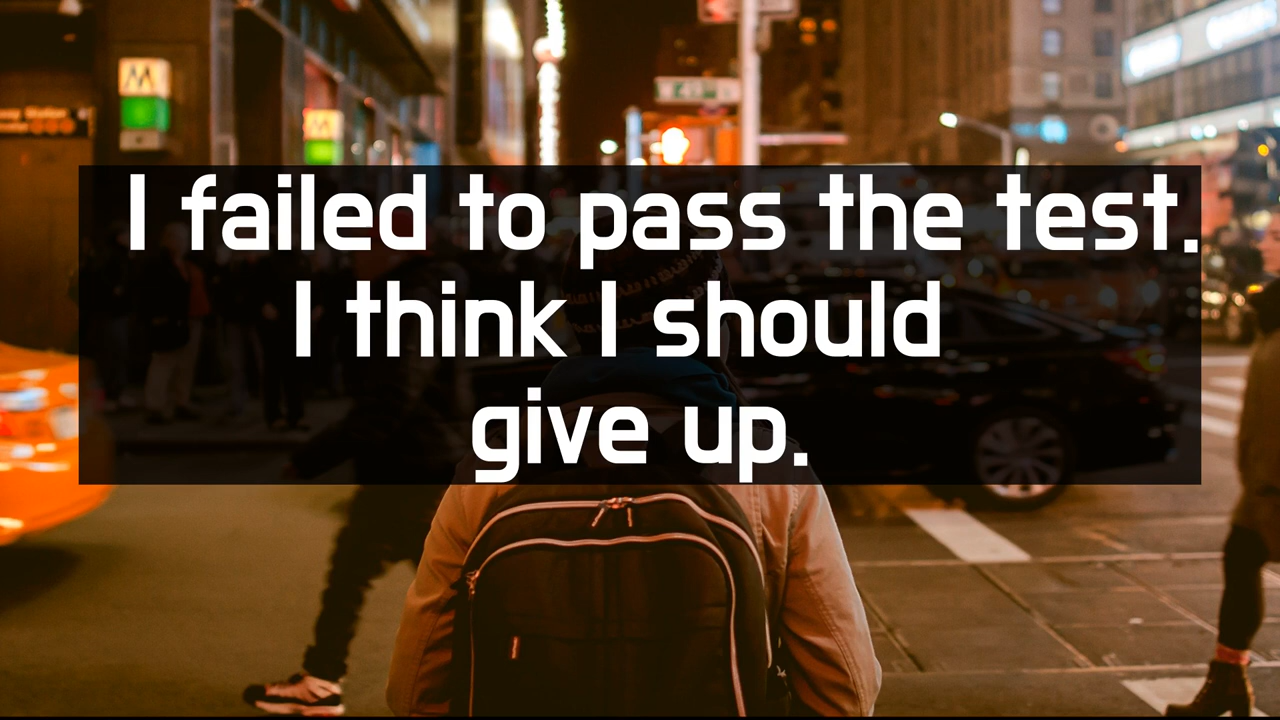 I failed to pass the test.
I think I should
give up.